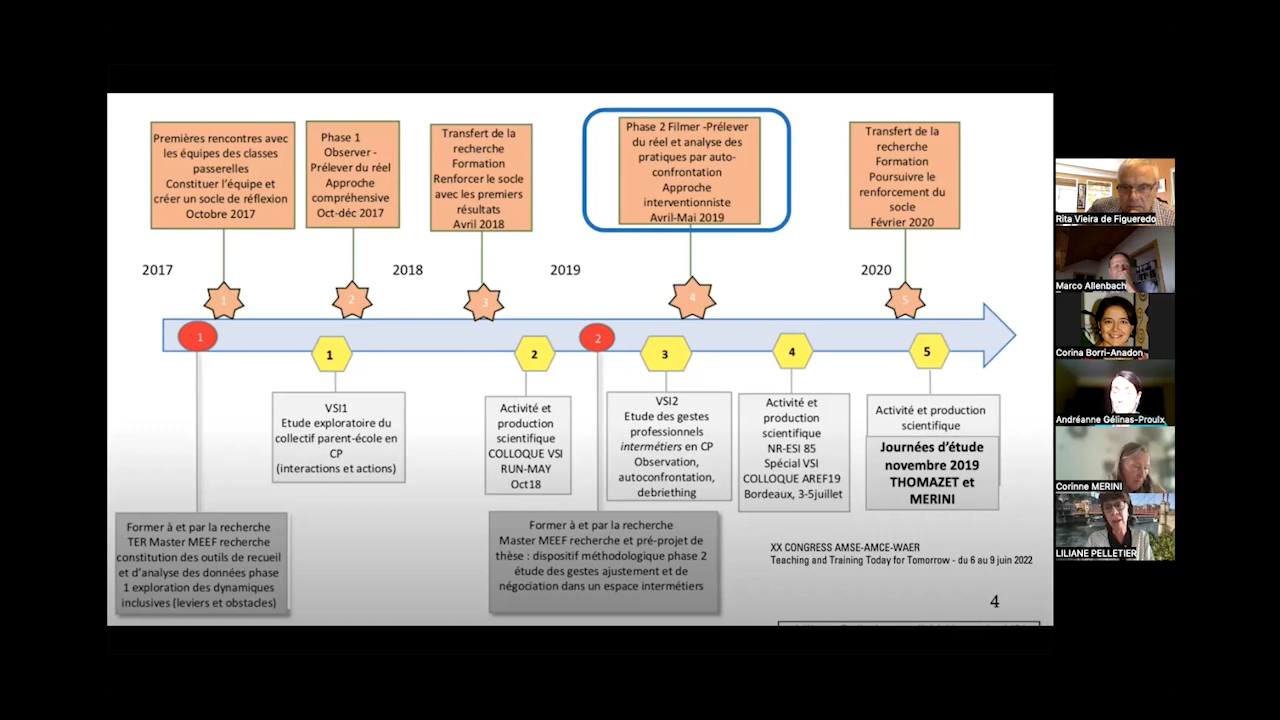 Premières rencontres avec
les équipes des classes
passerelles
Constituer l'équipe et
créer un socle de réflexion
Octobre 2017
Phase 1
Observer -
Prélever du réel
Approche
compréhensive
Oct-déc 2017
Transfert de la
recherche
Formation
Renforcer le socle
avec les premiers
résultats
Avril 2018
Phase 2 Filmer -Prélever
du réel et analyse des
pratiques par auto-
confrontation
Approche
interventionniste
Avril-Mai 2019
Transfert de la
recherche
Formation
Poursuivre le
renforcement du
socle
Février 2020
2017
2018
2019
2020
1
2
3
4
5
1
2
1
2
3
4
5
VSI1
Etude exploratoire du
collectif parent-école en
CP
(interactions et actions)
Activité et
production
scientifique
COLLOQUE VSI
RUN-MAY
Oct18
VSI2
Etude des gestes
professionnels
intermétiers en CP
Observation,
autoconfrontation,
debriething
Activité et
production
scientifique
NR-ESI 85
Spécial VSI
COLLOQUE AREF19
Bordeaux, 3-5juillet
Activité et production
scientifique
Journées d'étude
novembre 2019
THOMAZET et
MERINI
Former à et par la recherche
TER Master MEEF recherche
constitution des outils de recueil
et d'analyse des données phase
1 exploration des dynamiques
inclusives (leviers et obstacles)
Former à et par la recherche
Master MEEF recherche et pré-projet de
thèse : dispositif méthodologique phase 2
étude des gestes ajustement et de
négociation dans un espace intermétiers
XX CONGRESS AMSE-AMCE-WAER
Teaching and Training Today for Tomorrow - du 6 au 9 juin 2022
4
Rita Vieira de Figueredo
Marco Allenbach
Corina Borri-Anadon
Andréanne Gélinas-Proulx
Corinne MERINI
LILIANE PELLETIER